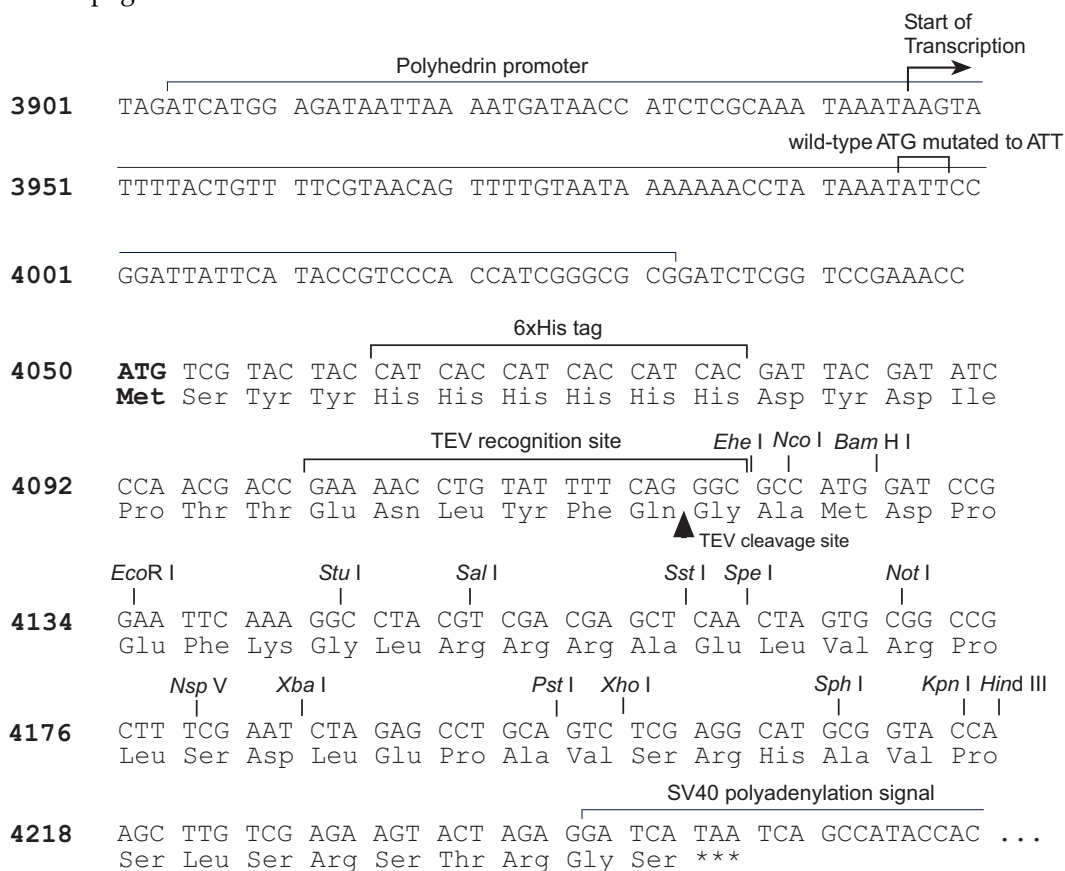 Start of
Transcription
Polyhedrin promoter
3901 TAGATCATGG AGATAATTAA AATGATAACC ATCTCGCAAA TAAATAAGTA
wild-type ATG mutated to ATT
3951 TTTTACTGTT TTCGTAACAG TTTTGTAATA AAAAAACCTA TAAATATTCC
4001 GGATTATTCA TACCGTCCCA CCATCGGGCG CGGATCTCGG TCCGAAACC
6xHis tag
4050 ATG TCG TAC TAC CAT CAC CAT CAC CAT CAC GAT TAC GAT ATC
Met Ser Tyr Tyr His His His His His His Asp Tyr Asp Ile
TEV recognition site Ehe I Nco I Bam H I
4092 CCA ACG ACC GAA AAC CTG TAT TTT CAG GGC GCC ATG GAT CCG
Pro Thr Thr Glu Asn Leu Tyr Phe Gln Gly Ala Met Asp Pro
TEV cleavage site
EcoR I Stu I Sal I Sst I Spe I Not I
4134 GAA TTC AAA GGC CTA CGT CGA CGA GCT CAA CTA GTG CGG CCG
Glu Phe Lys Gly Leu Arg Arg Arg Ala Glu Leu Val Arg Pro
Nsp V Xba I Pst I Xho I Sph I Kpn I Hind III
4176 CTT TCG AAT CTA GAG CCT GCA GTC TCG AGG CAT GCG GTA CCA
Leu Ser Asp Leu Glu Pro Ala Val Ser Arg His Ala Val Pro
SV40 polyadenylation signal
4218 AGC TTG TCG AGA AGT ACT AGA GGA TCA TAA TCA GCCATACCAC ...
Ser Leu Ser Arg Ser Thr Arg Gly Ser ***